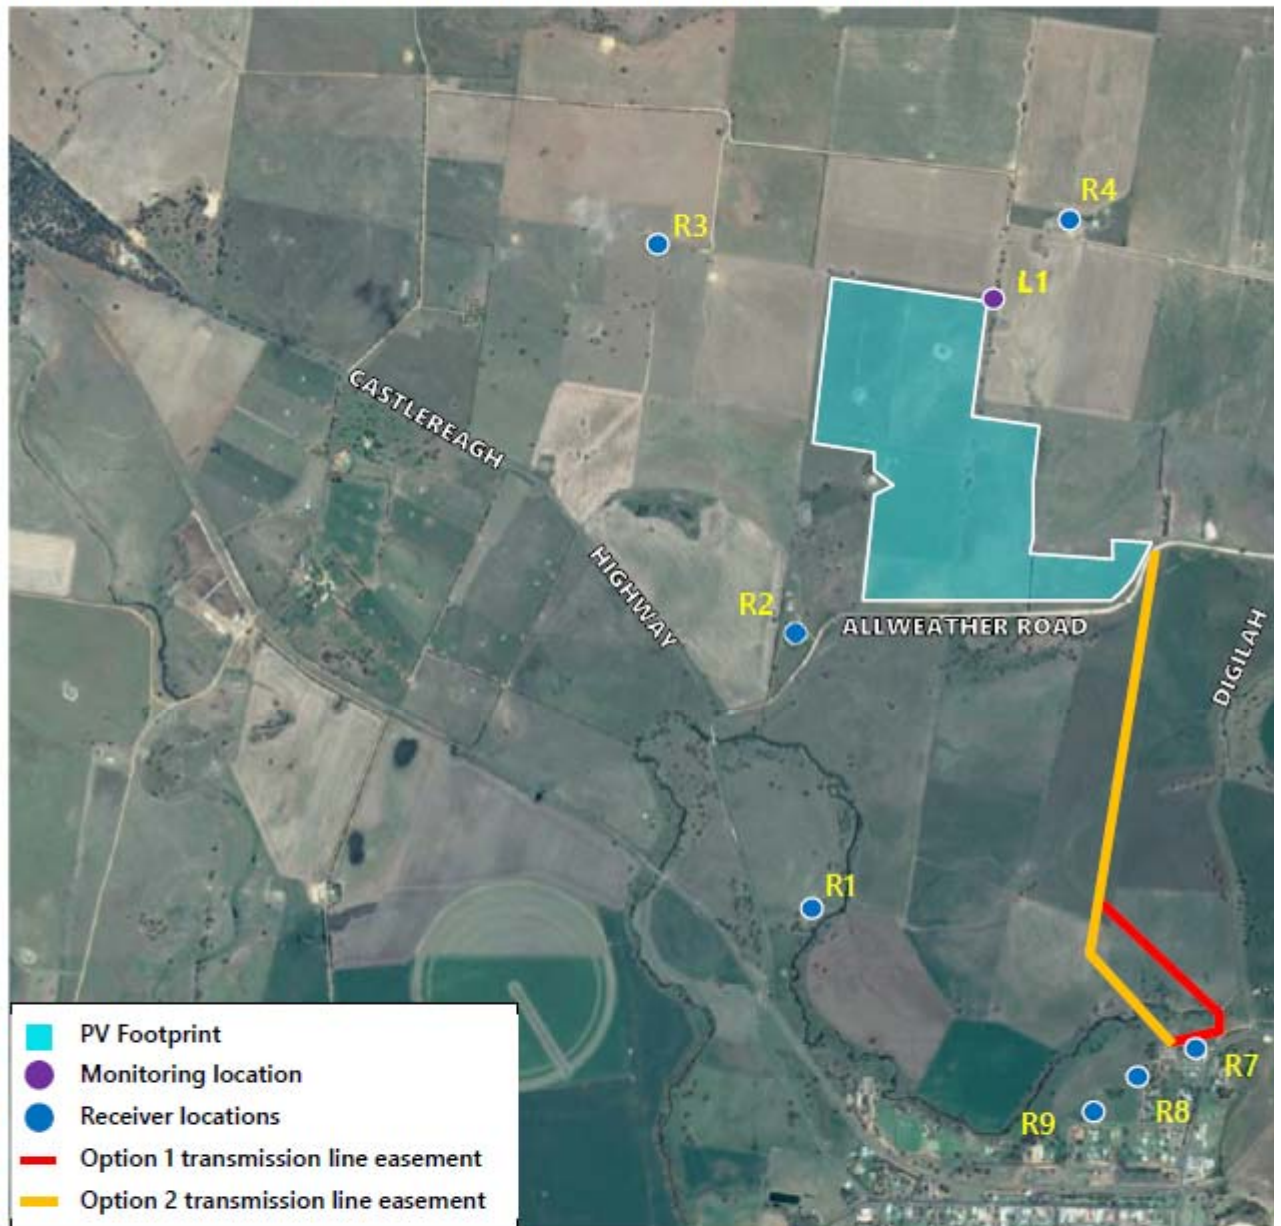 R4
R3
L1
CASTLEREAGH
HIGHWAY
R2
ALLWEATHER ROAD
DIGILAH
R1
R7
R8
R9
PV Footprint
Monitoring location
Receiver locations
Option 1 transmission line easement
Option 2 transmission line easement